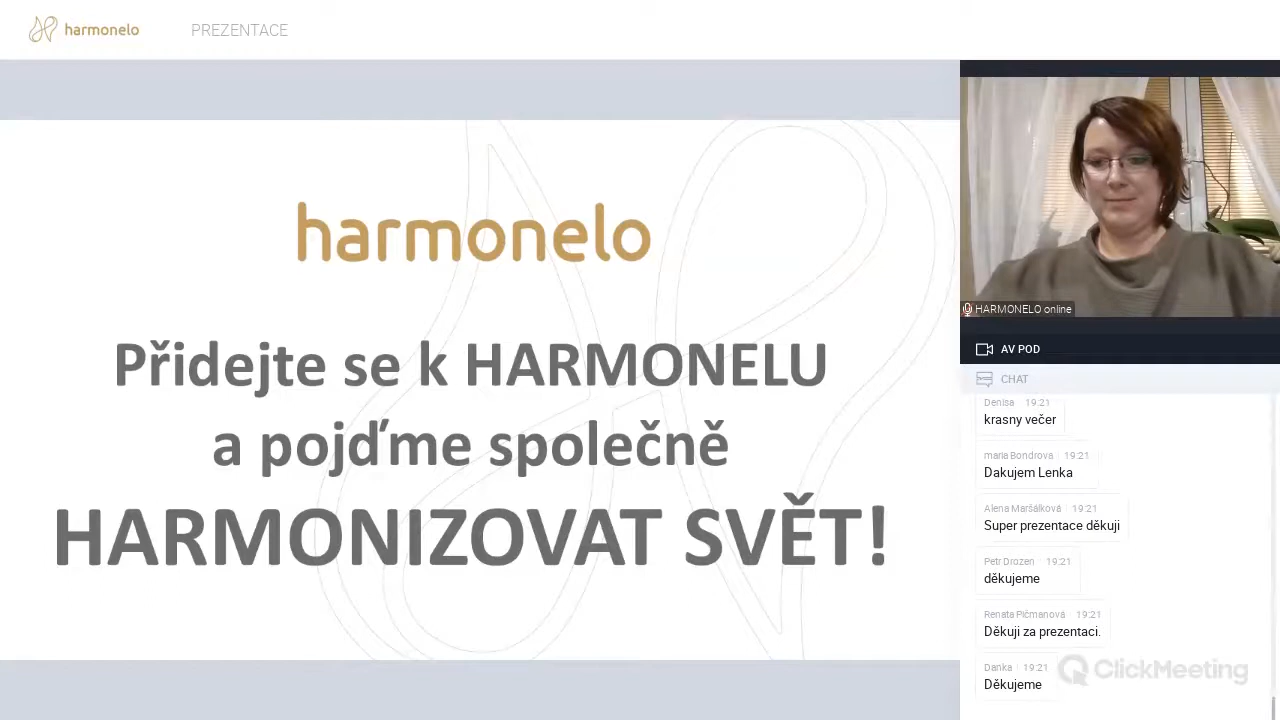 harmonelo
PREZENTACE
harmonelo
Přidejte se k HARMONELU
a pojďme společně
HARMONIZOVAT SVĚT!
HARMONELO online
AV POD
CHAT
Denisa 19:21
krasny večer
maria Bondrova 19:21
Dakujem Lenka
Alena Maršálková 19:21
Super prezentace děkuji
Petr Drozen 19:21
děkujeme
Renata Pičmanová 19:21
Děkuji za prezentaci.
Danka 19:21
Děkujeme
ClickMeeting